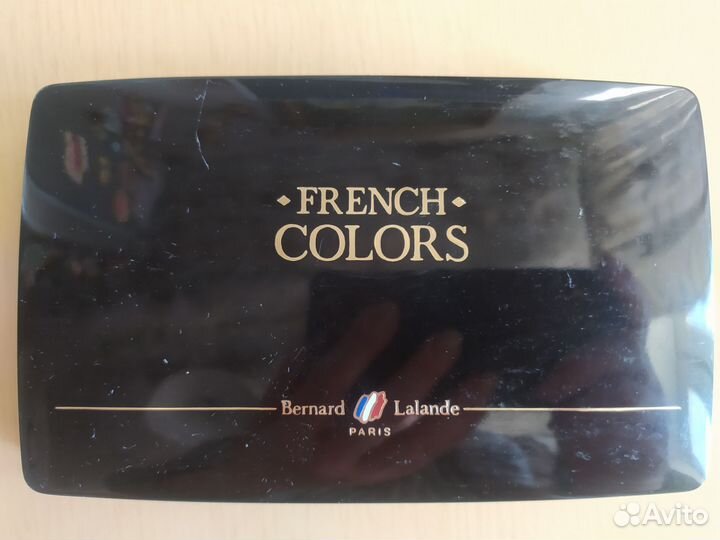 FRENCH
COLORS
Bernard Lalande
PARIS
Avito